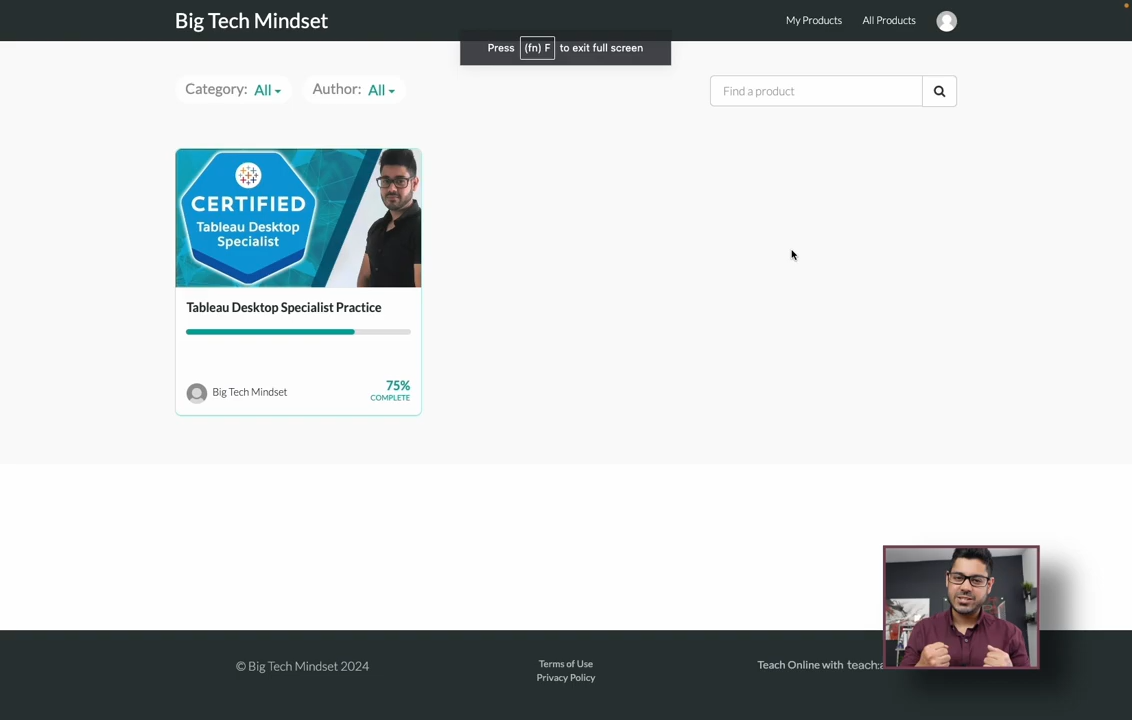 Big Tech Mindset
My Products
All Products
Press (fn) F to exit full screen
Category: All
Author: All
Find a product
CERTIFIED
Tableau Desktop
Specialist
Tableau Desktop Specialist Practice
Big Tech Mindset
75%
COMPLETE
© Big Tech Mindset 2024
Terms of Use
Privacy Policy
Teach Online with